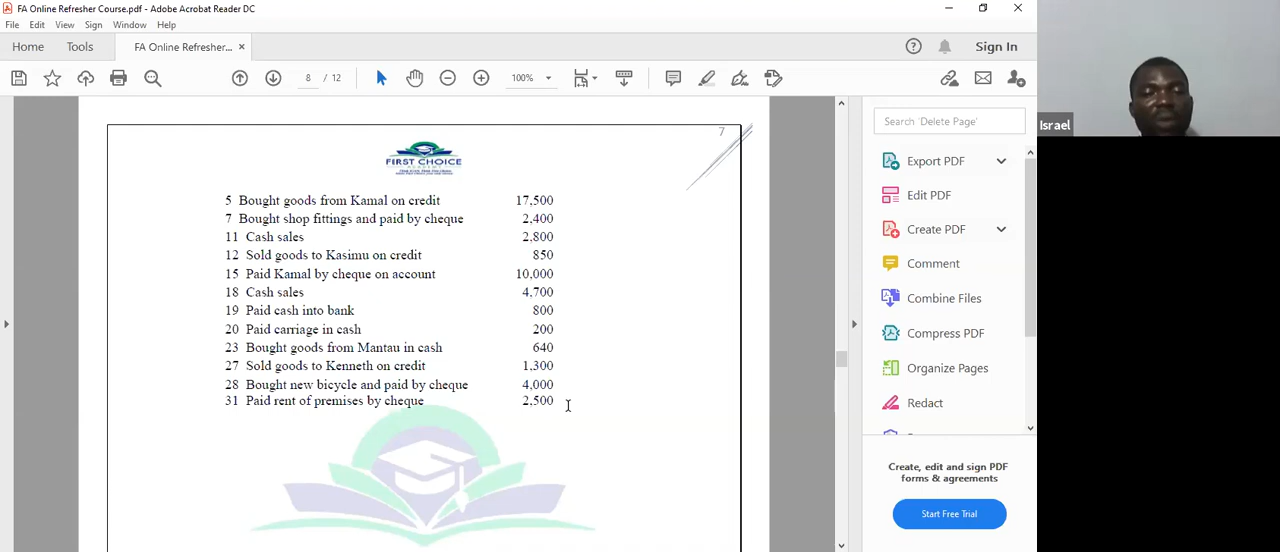 FA Online Refresher Course.pdf - Adobe Acrobat Reader DC
File Edit View Sign Window Help
Home Tools FA Online Refresher... × Sign In
8 / 12 100%
7
FIRST CHOICE
5 Bought goods from Kamal on credit 17,500
7 Bought shop fittings and paid by cheque 2,400
11 Cash sales 2,800
12 Sold goods to Kasimu on credit 850
15 Paid Kamal by cheque on account 10,000
18 Cash sales 4,700
19 Paid cash into bank 800
20 Paid carriage in cash 200
23 Bought goods from Mantau in cash 640
27 Sold goods to Kenneth on credit 1,300
28 Bought new bicycle and paid by cheque 4,000
31 Paid rent of premises by cheque 2,500
Search 'Delete Page'
Export PDF
Edit PDF
Create PDF
Comment
Combine Files
Compress PDF
Organize Pages
Redact
Create, edit and sign PDF
forms & agreements
Start Free Trial
Israel